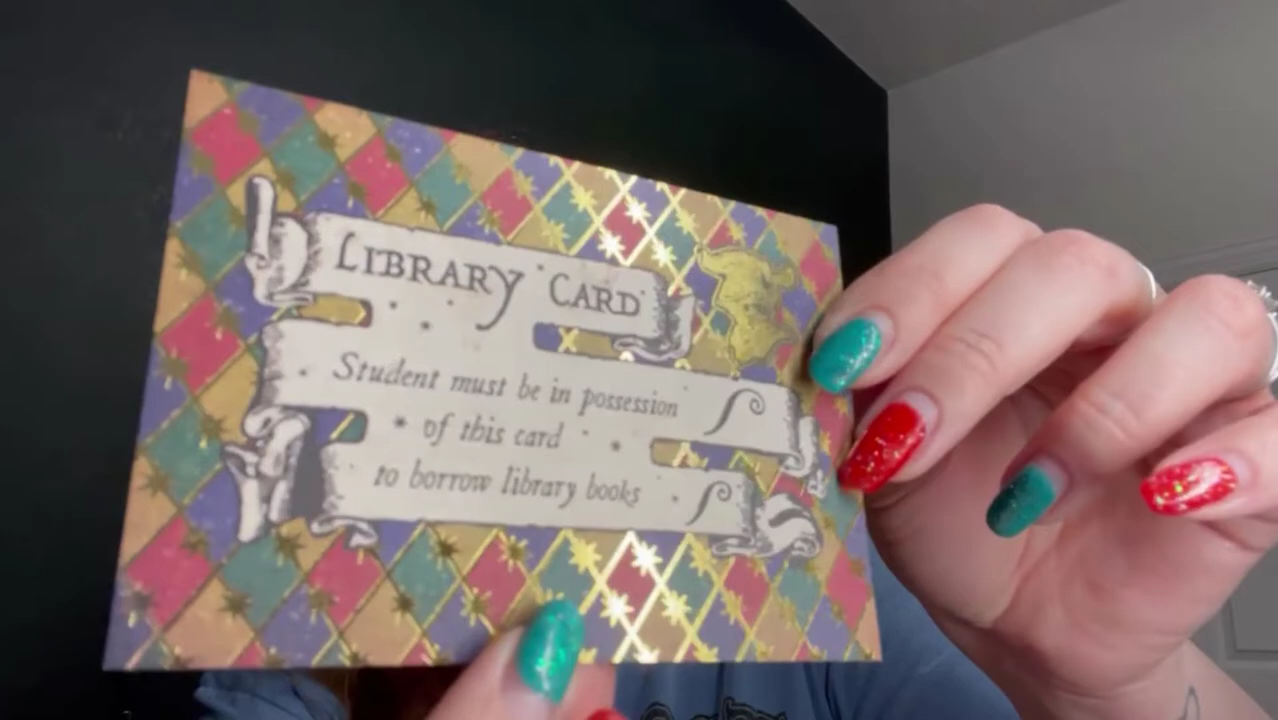 LIBRARY CARD
Student must be in possession
of this card
to borrow library books